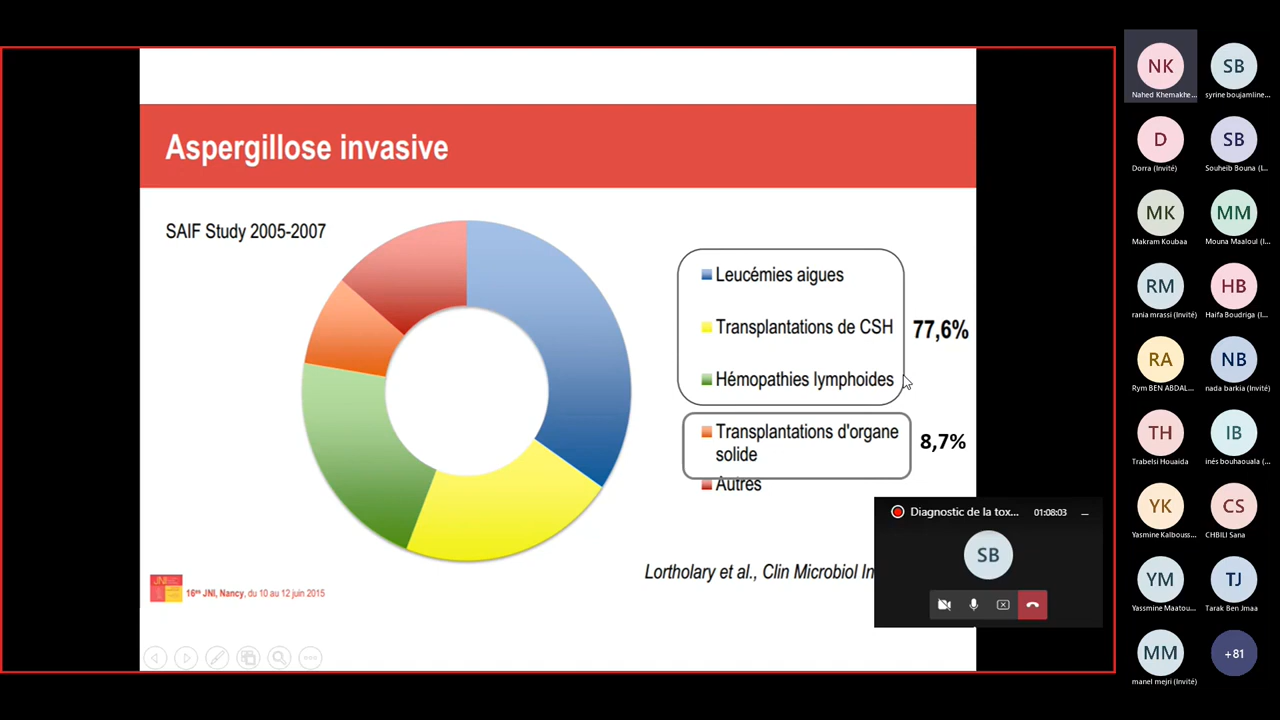 Aspergillose invasive
SAIF Study 2005-2007
Leucémies aigues
Transplantations de CSH
Hémopathies lymphoides
77,6%
Transplantations d'organe
solide
8,7%
Autres
Lortholary et al., Clin Microbiol In
JNI
16es JNI, Nancy, du 10 au 12 juin 2015
Diagnostic de la tox...
01:08:03
SB
NK
Nahed Khemakhe...
SB
syrine boujamline...
D
Dorra (Invité)
SB
Souheib Bouna (I...
MK
Makram Koubaa
MM
Mouna Maaloul (I...
RM
rania mrassi (Invité)
HB
Haifa Boudriga (I...
RA
Rym BEN ABDAL...
NB
nada barkia (Invité)
TH
Trabelsi Houaida
IB
inès bouhaouala (...
YK
Yasmine Kalbouss...
CS
CHBILI Sana
YM
Yassmine Maatou...
TJ
Tarak Ben Jmaa
MM
manel mejri (Invité)
+81